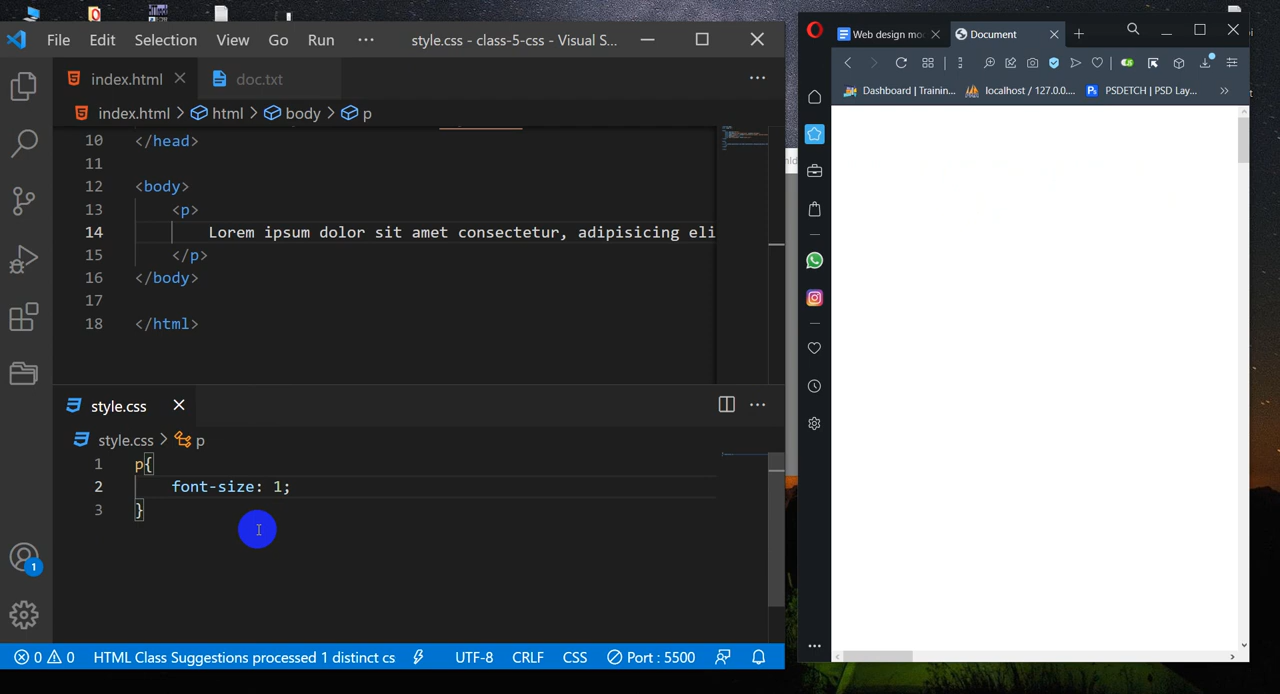 File Edit Selection View Go Run ··· style.css - class-5-css - Visual S...
index.html doc.txt
index.html > html > body > p
10 </head>
11
12 <body>
13 <p>
14 Lorem ipsum dolor sit amet consectetur, adipisicing eli
15 </p>
16 </body>
17
18 </html>
style.css
style.css > p
1 p{
2 font-size: 1;
3 }
1
0 0 HTML Class Suggestions processed 1 distinct cs UTF-8 CRLF CSS Port : 5500
Web design mo Document
Dashboard | Trainin... localhost / 127.0.0.... PSDETCH | PSD Lay... »